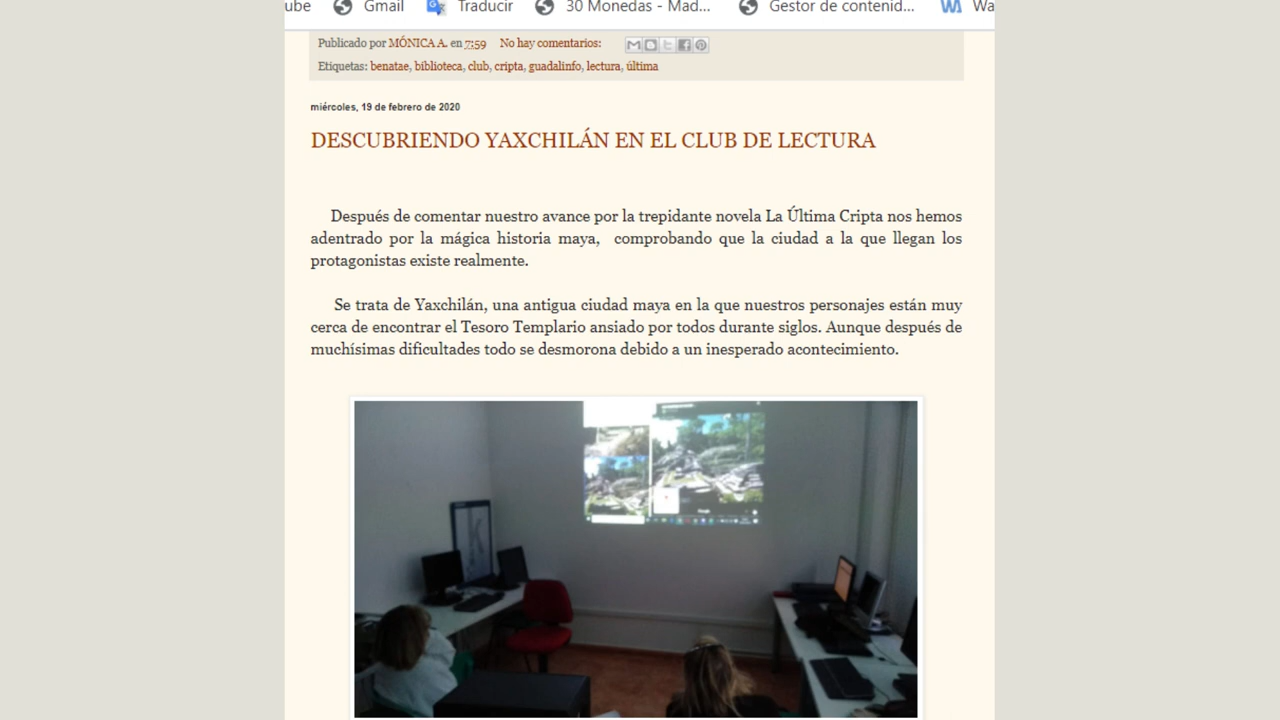 ube Gmail Traducir 30 Monedas - Mad... Gestor de contenid... Wa
Publicado por MÓNICA A. en 7:59 No hay comentarios:
Etiquetas: benatae, biblioteca, club, cripta, guadalinfo, lectura, última
miércoles, 19 de febrero de 2020
DESCUBRIENDO YAXCHILÁN EN EL CLUB DE LECTURA
Después de comentar nuestro avance por la trepidante novela La Última Cripta nos hemos
adentrado por la mágica historia maya, comprobando que la ciudad a la que llegan los
protagonistas existe realmente.
Se trata de Yaxchilán, una antigua ciudad maya en la que nuestros personajes están muy
cerca de encontrar el Tesoro Templario ansiado por todos durante siglos. Aunque después de
muchísimas dificultades todo se desmorona debido a un inesperado acontecimiento.